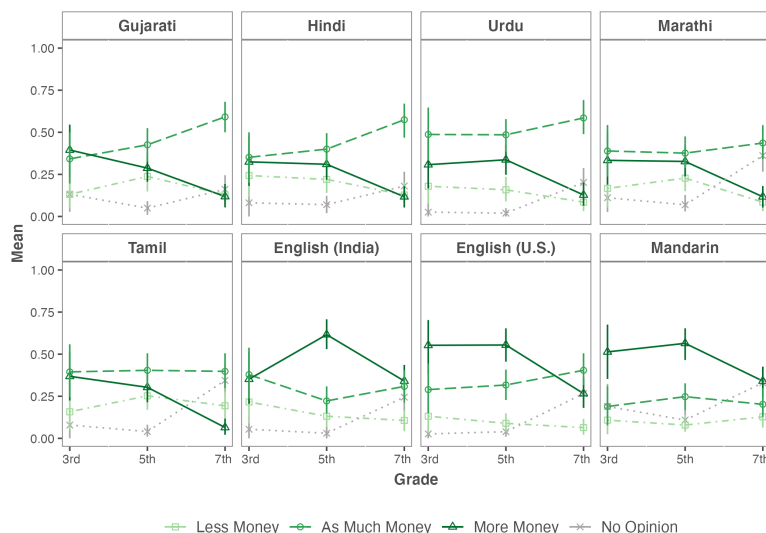 Gujarati Hindi Urdu Marathi
1.00
0.75
0.50
0.25
0.00
Mean
Tamil English (India) English (U.S.) Mandarin
1.00
0.75
0.50
0.25
0.00
3rd 5th 7th 3rd 5th 7th 3rd 5th 7th 3rd 5th 7th
Grade
Less Money As Much Money More Money No Opinion